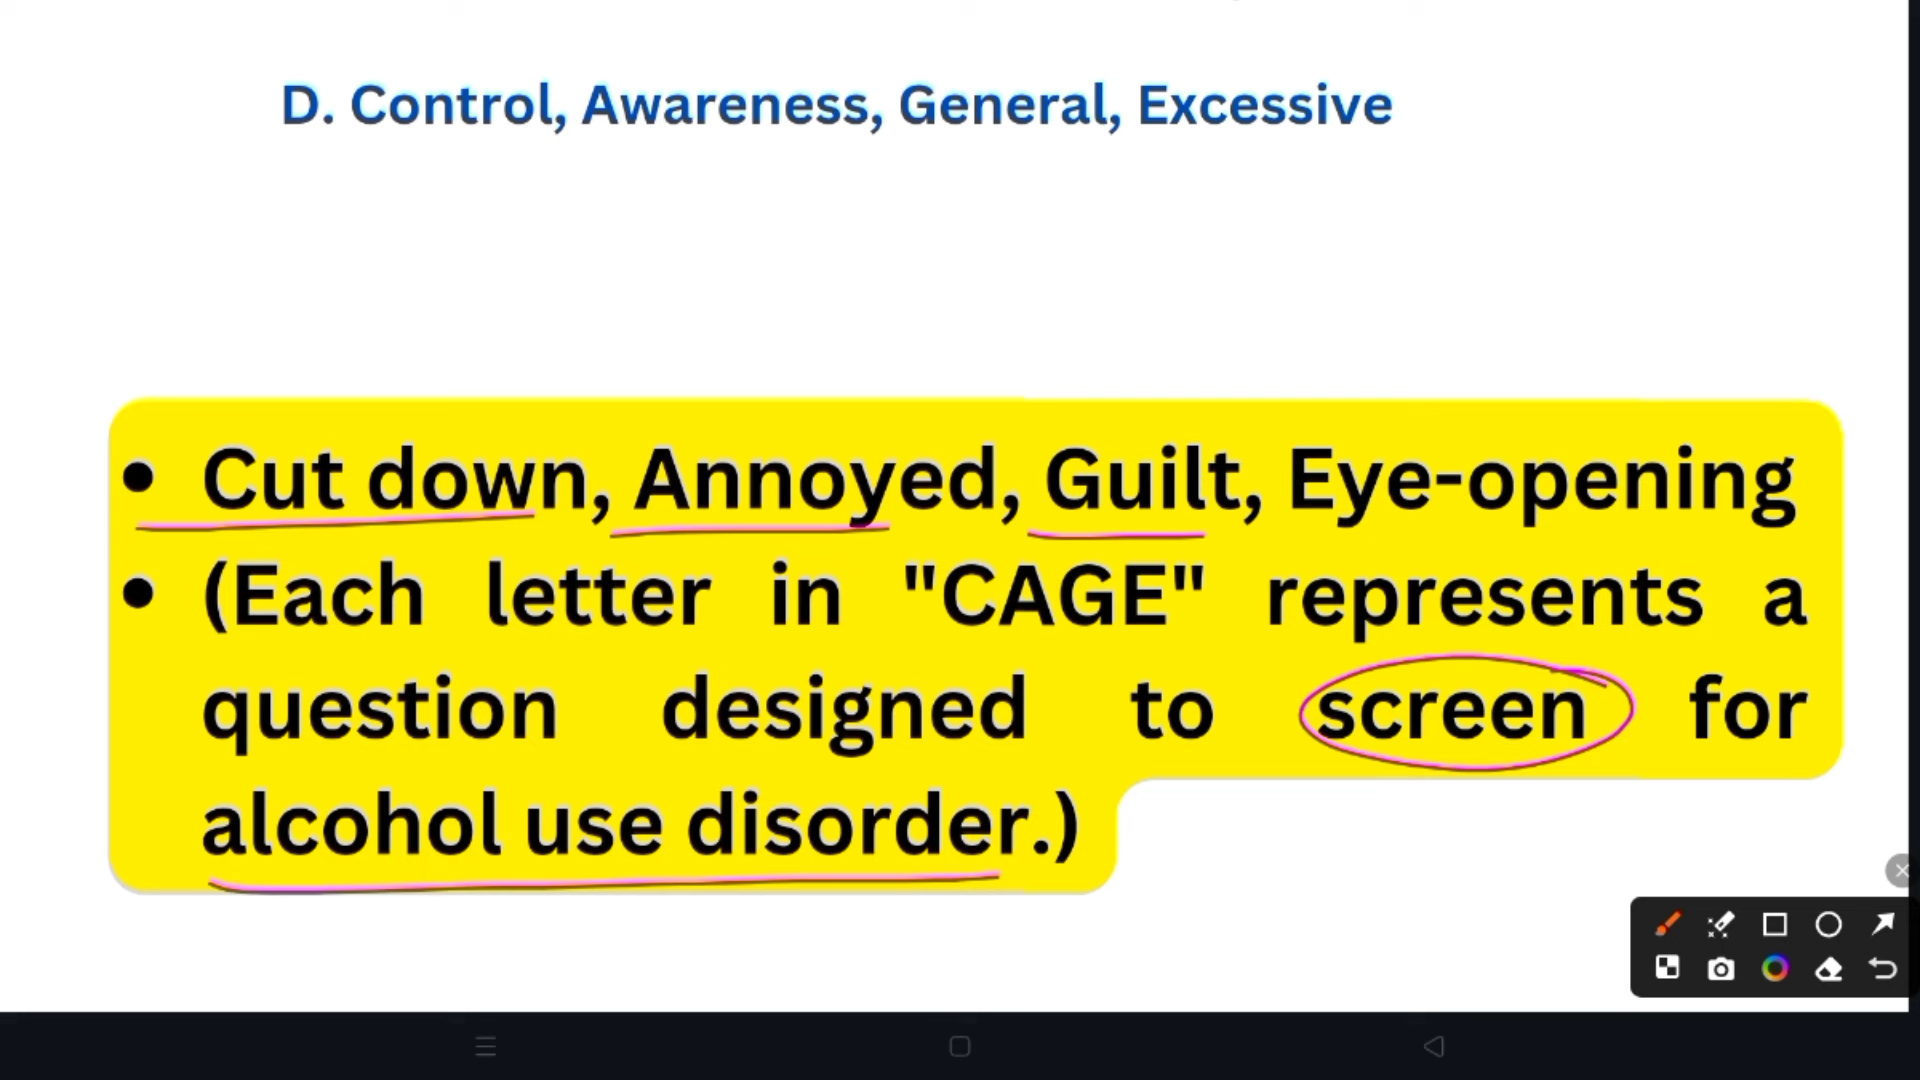 D. Control, Awareness, General, Excessive
• Cut down, Annoyed, Guilt, Eye-opening
• (Each letter in "CAGE" represents a
question designed to screen for
alcohol use disorder.)